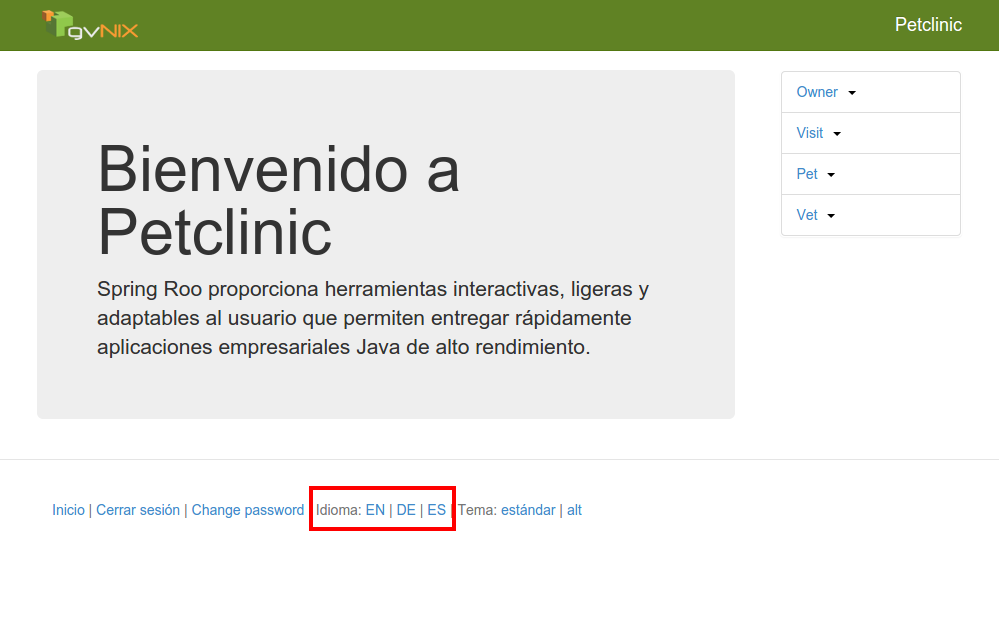 gvNIX
Petclinic
Bienvenido a
Petclinic
Spring Roo proporciona herramientas interactivas, ligeras y
adaptables al usuario que permiten entregar rápidamente
aplicaciones empresariales Java de alto rendimiento.
Owner
Visit
Pet
Vet
Inicio | Cerrar sesión | Change password | Idioma: EN | DE | ES | Tema: estándar | alt